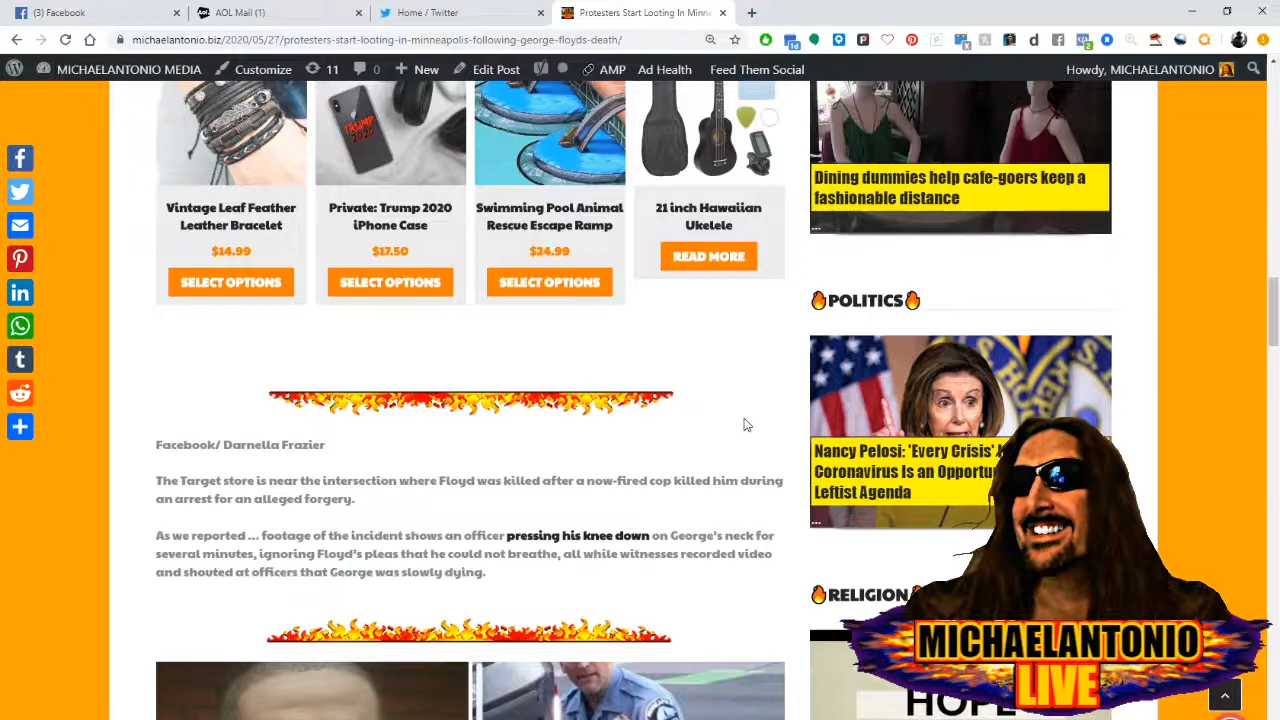 (3) Facebook
AOL Mail (1)
Home / Twitter
Protesters Start Looting In Minne
michaelantonio.biz/2020/05/27/protesters-start-looting-in-minneapolis-following-george-floyds-death/
MICHAELANTONIO MEDIA
Customize
11
0
New
Edit Post
AMP
Ad Health
Feed Them Social
Howdy, MICHAELANTONIO
TRUMP
2020
Vintage Leaf Feather
Leather Bracelet
$14.99
SELECT OPTIONS
Private: Trump 2020
iPhone Case
$17.50
SELECT OPTIONS
Swimming Pool Animal
Rescue Escape Ramp
$24.99
SELECT OPTIONS
21 inch Hawaiian
Ukelele
READ MORE
Dining dummies help cafe-goers keep a
fashionable distance
...
POLITICS
Nancy Pelosi: 'Every Crisis'
Coronavirus Is an Opportu
Leftist Agenda
...
RELIGION
HOPE
Facebook/ Darnella Frazier
The Target store is near the intersection where Floyd was killed after a now-fired cop killed him during
an arrest for an alleged forgery.
As we reported ... footage of the incident shows an officer pressing his knee down on George's neck for
several minutes, ignoring Floyd's pleas that he could not breathe, all while witnesses recorded video
and shouted at officers that George was slowly dying.
MICHAELANTONIO
LIVE